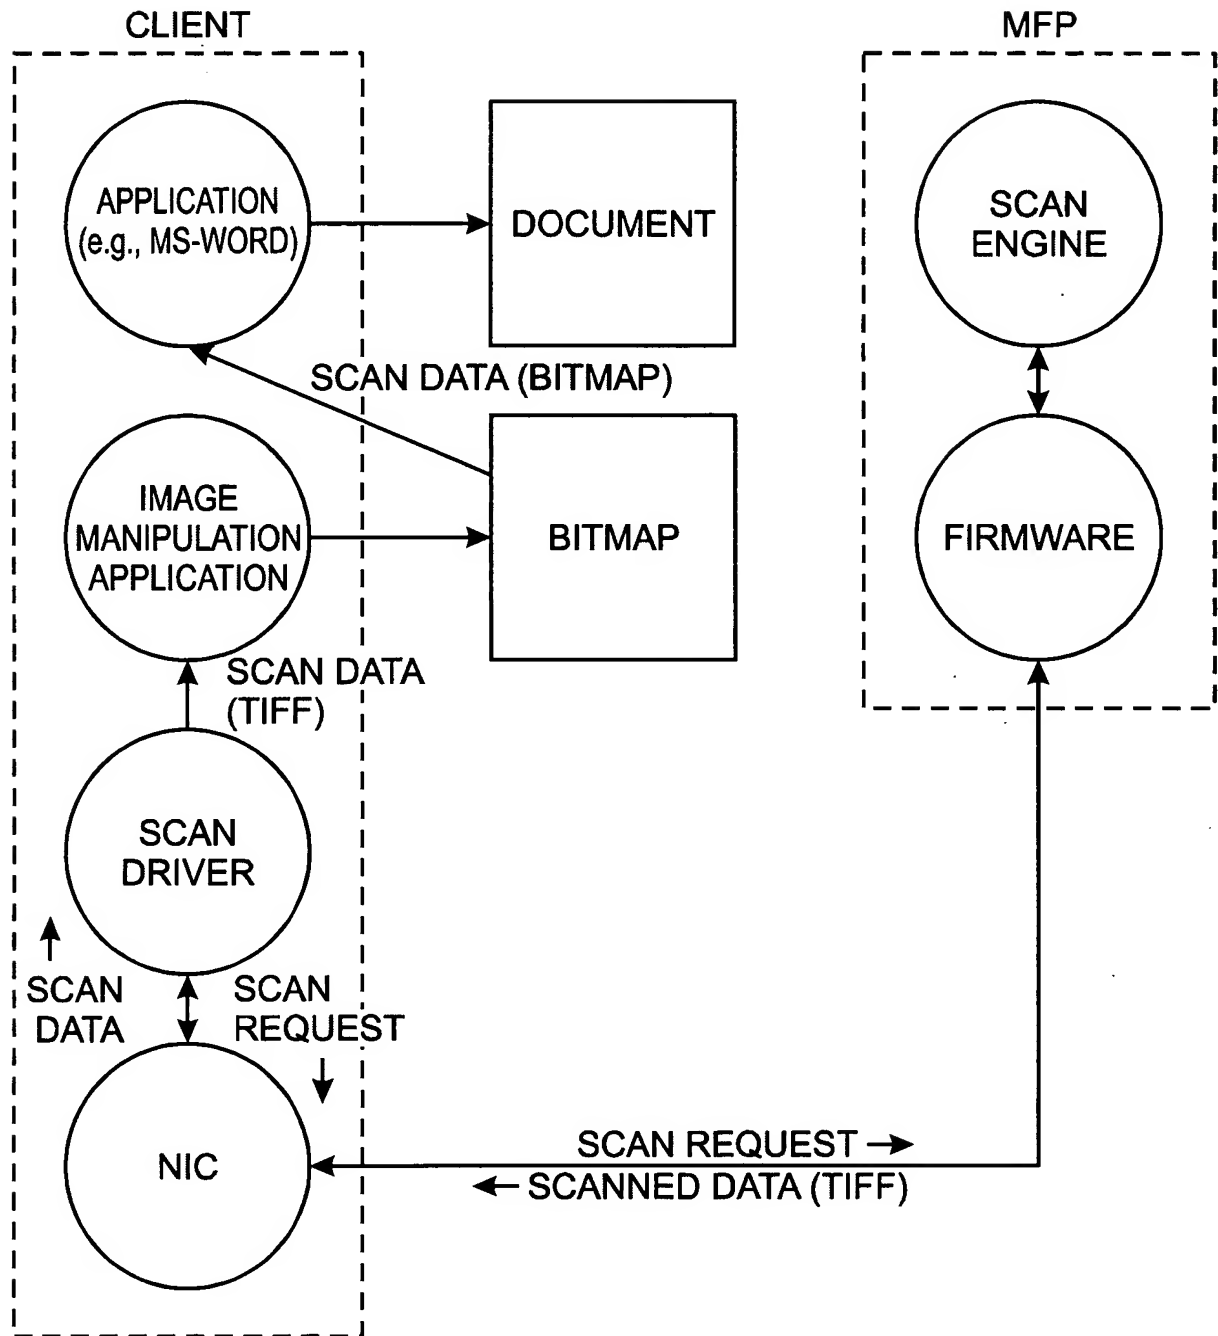 CLIENT
MFP
APPLICATION
(e.g., MS-WORD)
DOCUMENT
SCAN
ENGINE
SCAN DATA (BITMAP)
IMAGE
MANIPULATION
APPLICATION
BITMAP
FIRMWARE
SCAN DATA
(TIFF)
SCAN
DRIVER
SCAN
DATA
SCAN
REQUEST
NIC
SCAN REQUEST
SCANNED DATA (TIFF)